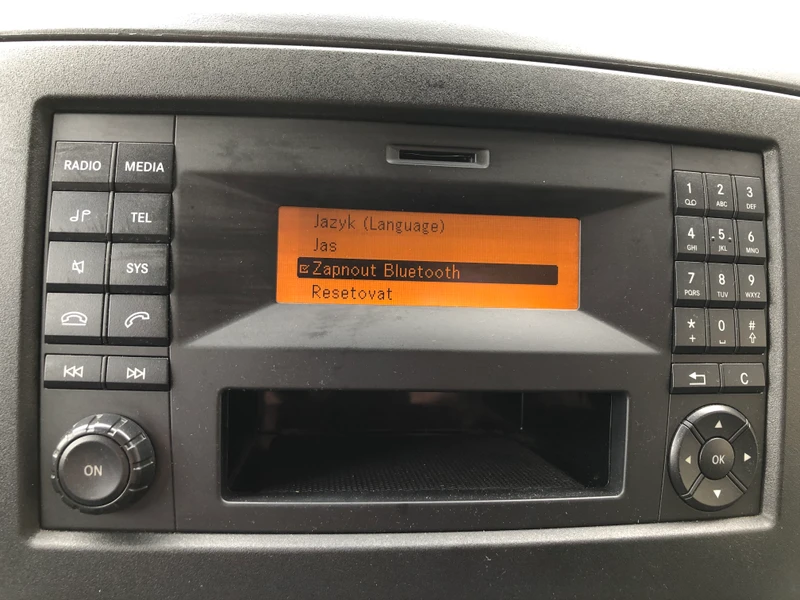 RADIO MEDIA
TEL
SYS
ON
Jazyk (Language)
Jas
Zapnout Bluetooth
Resetovat
1 2 ABC 3 DEF
4 GHI 5 JKL 6 MNO
7 PQRS 8 TUV 9 WXYZ
* + 0 #
C
OK